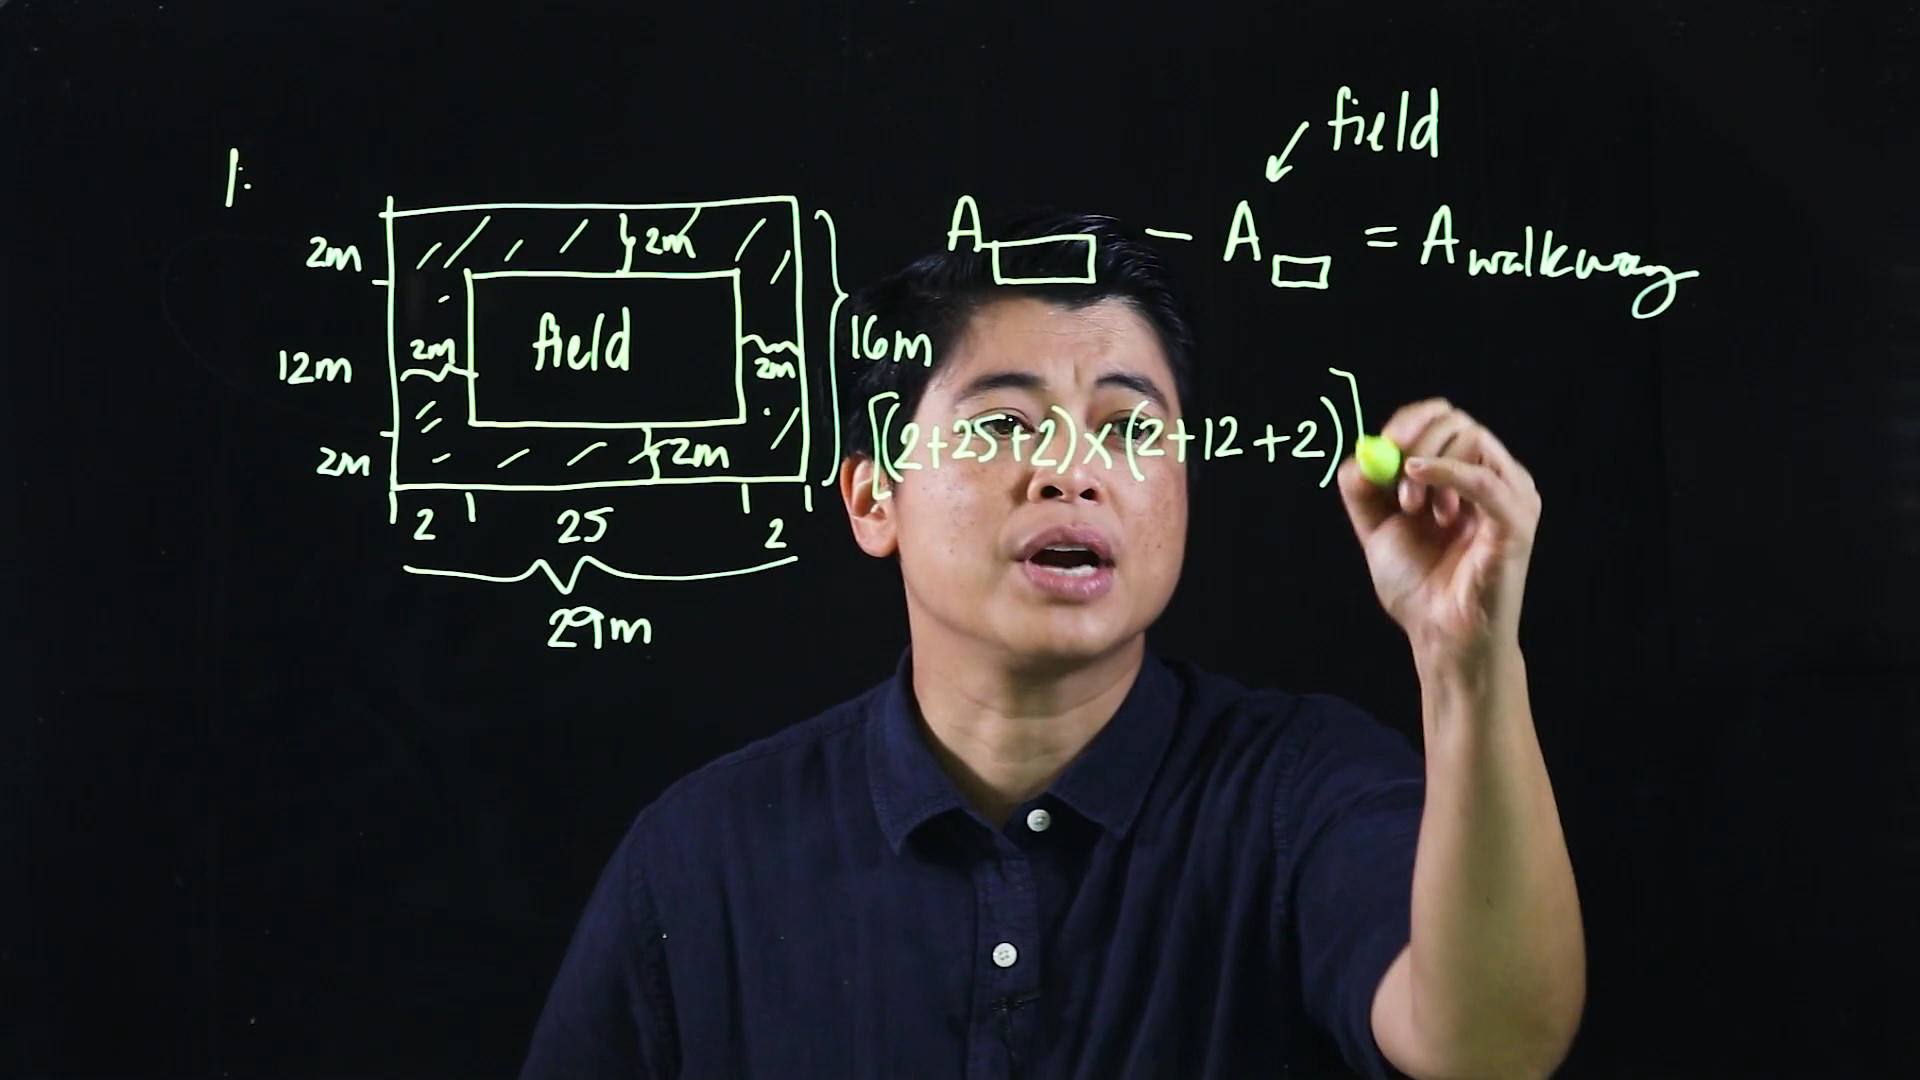 1.
field
A - A = A walkway
2m
2m
field
2m
2m
12m
16m
[(2+25+2)×(2+12+2)]
2m
2m
2 25 2
29m